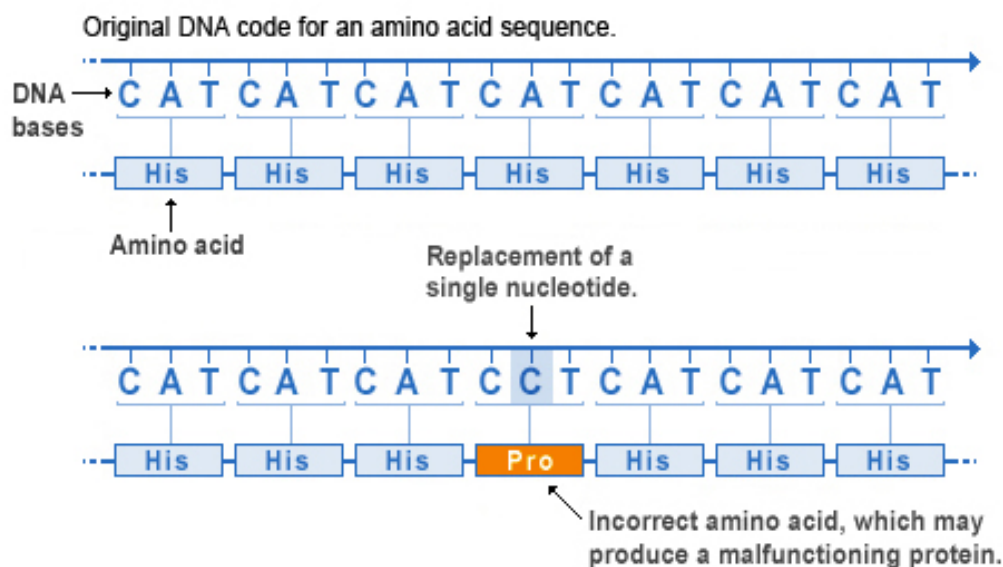 Original DNA code for an amino acid sequence.
DNA bases
C A T C A T C A T C A T C A T C A T C A T
His His His His His His His
Amino acid
Replacement of a
single nucleotide.
C A T C A T C A T C C T C A T C A T C A T
His His His Pro His His His
Incorrect amino acid, which may
produce a malfunctioning protein.